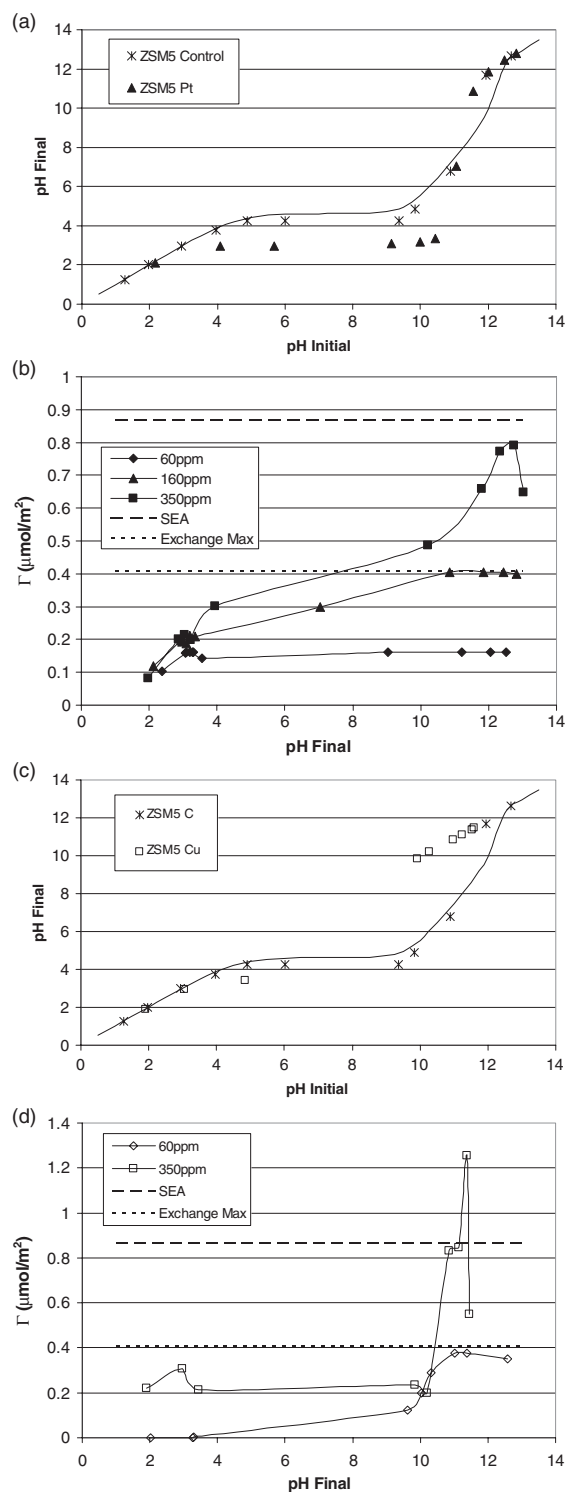 (a)
14
12
10
8
6
4
2
0
pH Final
ZSM5 Control
ZSM5 Pt
0 2 4 6 8 10 12 14
pH Initial
(b)
1
0.9
0.8
0.7
0.6
0.5
0.4
0.3
0.2
0.1
0
Γ (μmol/m²)
60ppm
160ppm
350ppm
SEA
Exchange Max
0 2 4 6 8 10 12 14
pH Final
(c)
14
12
10
8
6
4
2
0
pH Final
ZSM5 C
ZSM5 Cu
0 2 4 6 8 10 12 14
pH Initial
(d)
1.4
1.2
1
0.8
0.6
0.4
0.2
0
Γ (μmol/m²)
60ppm
350ppm
SEA
Exchange Max
0 2 4 6 8 10 12 14
pH Final